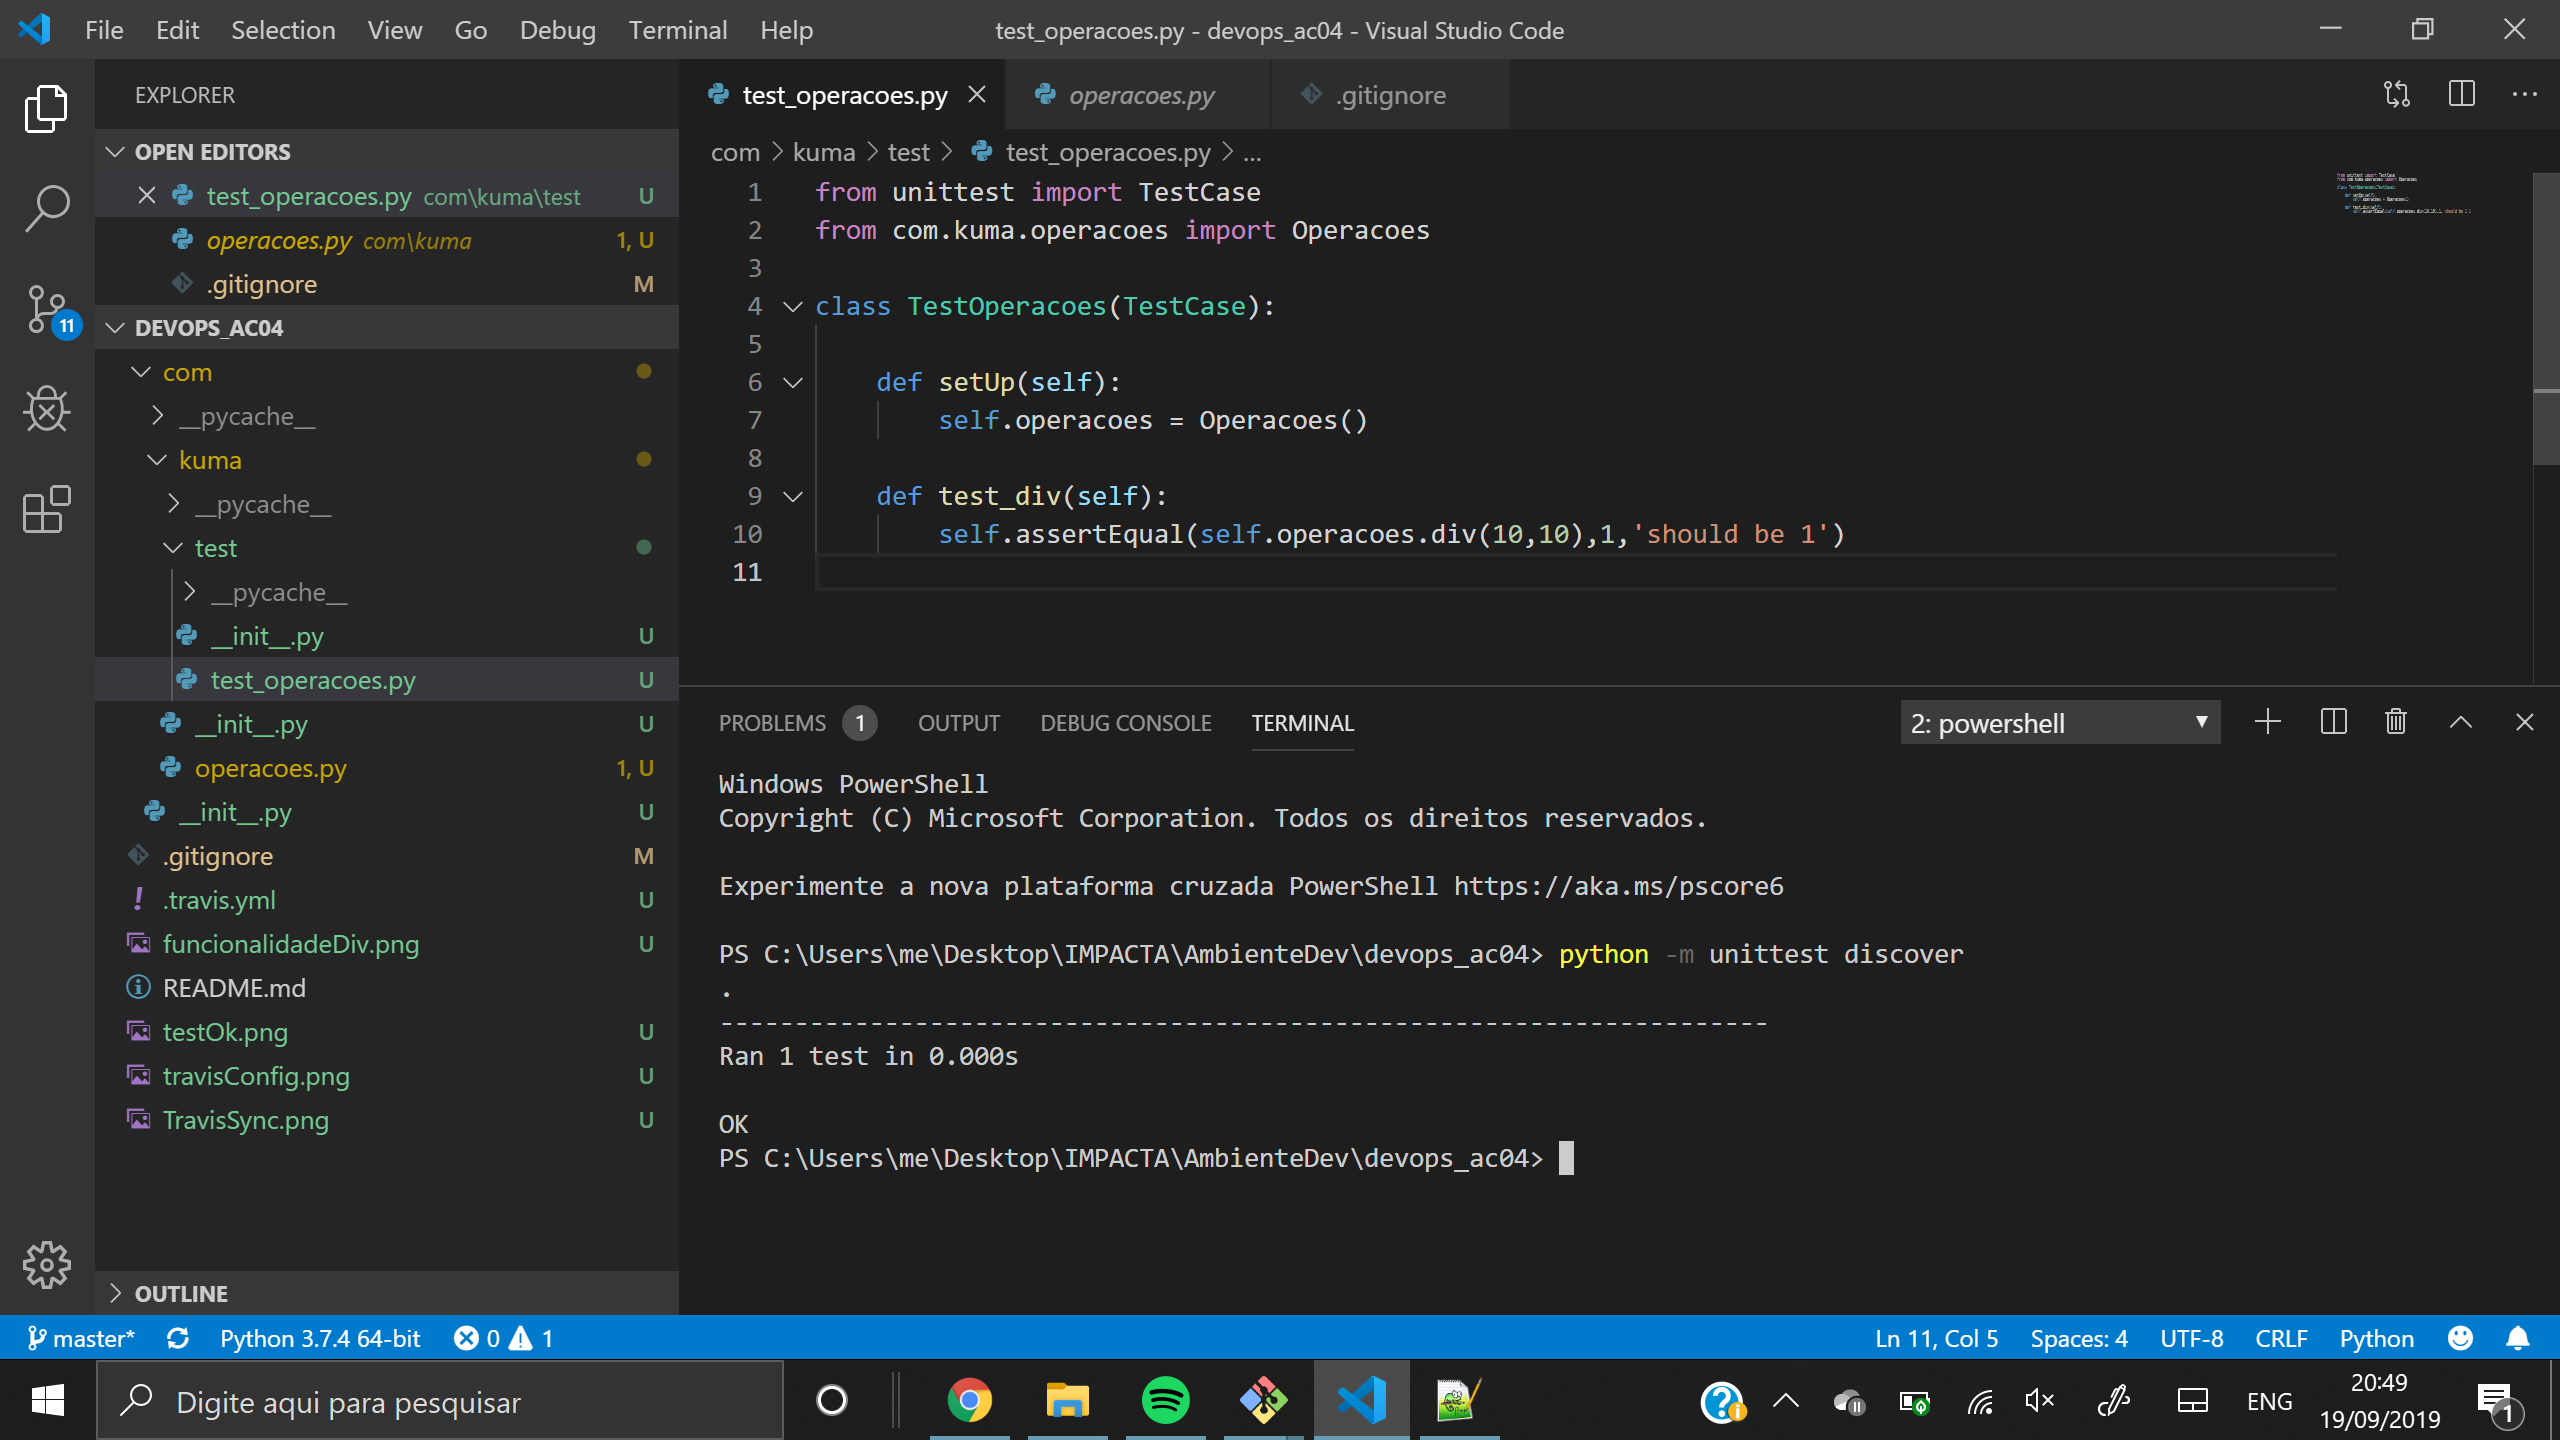 File Edit Selection View Go Debug Terminal Help
test_operacoes.py - devops_ac04 - Visual Studio Code
EXPLORER
OPEN EDITORS
test_operacoes.py com\kuma\test U
operacoes.py com\kuma 1, U
.gitignore M
11
DEVOPS_AC04
com
__pycache__
kuma
__pycache__
test
__pycache__
__init__.py U
test_operacoes.py U
__init__.py U
operacoes.py 1, U
__init__.py U
.gitignore M
.travis.yml U
funcionalidadeDiv.png U
README.md
testOk.png U
travisConfig.png U
TravisSync.png U
OUTLINE
test_operacoes.py operacoes.py .gitignore
com > kuma > test > test_operacoes.py > ...
1 from unittest import TestCase
2 from com.kuma.operacoes import Operacoes
3
4 class TestOperacoes(TestCase):
5
6 def setUp(self):
7 self.operacoes = Operacoes()
8
9 def test_div(self):
10 self.assertEqual(self.operacoes.div(10,10),1,'should be 1')
11
PROBLEMS 1 OUTPUT DEBUG CONSOLE TERMINAL 2: powershell
Windows PowerShell
Copyright (C) Microsoft Corporation. Todos os direitos reservados.
Experimente a nova plataforma cruzada PowerShell https://aka.ms/pscore6
PS C:\Users\me\Desktop\IMPACTA\AmbienteDev\devops_ac04> python -m unittest discover
.
----------------------------------------------------------------------
Ran 1 test in 0.000s
OK
PS C:\Users\me\Desktop\IMPACTA\AmbienteDev\devops_ac04>
master* Python 3.7.4 64-bit 0 1 Ln 11, Col 5 Spaces: 4 UTF-8 CRLF Python
Digite aqui para pesquisar
ENG
20:49
19/09/2019
1